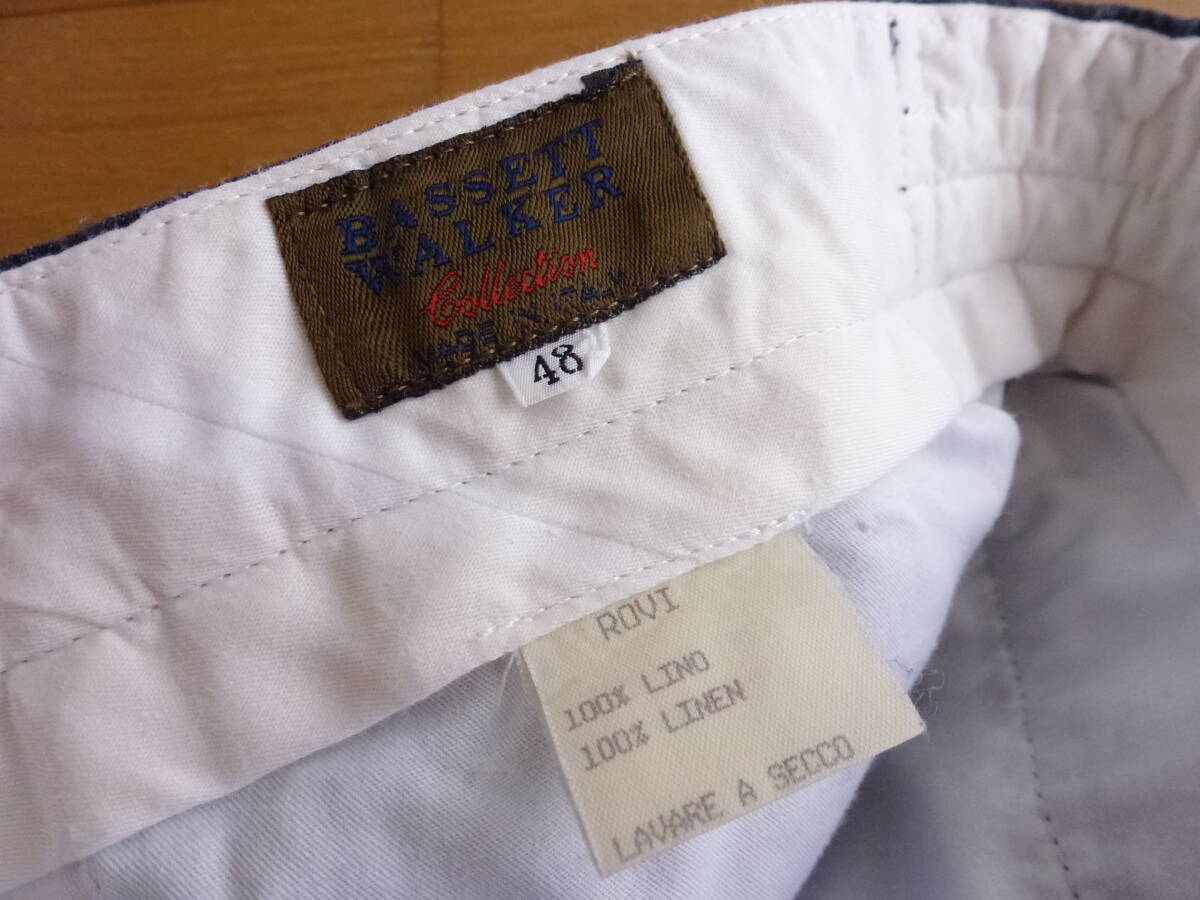 BASSETT
WALKER
Collection
MADE IN ITALY
48
ROVI
100% LINO
100% LINEN
LAVARE A SECCO